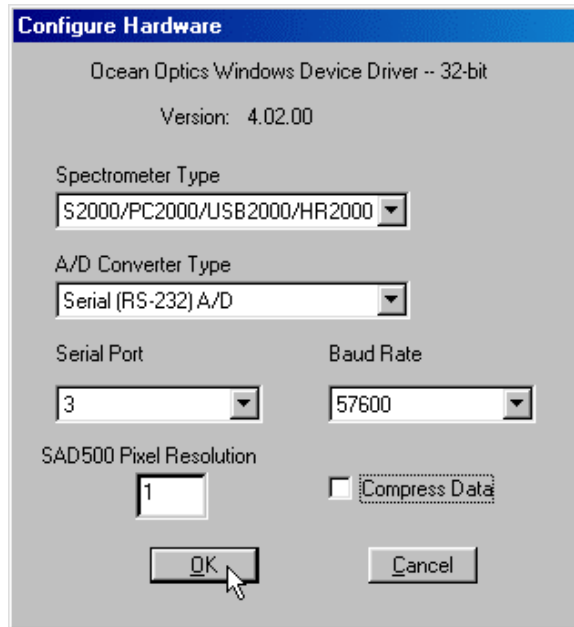 Configure Hardware
Ocean Optics Windows Device Driver -- 32-bit
Version: 4.02.00
Spectrometer Type
S2000/PC2000/USB2000/HR2000
A/D Converter Type
Serial (RS-232) A/D
Serial Port
Baud Rate
3
57600
SAD500 Pixel Resolution
1
Compress Data
OK
Cancel